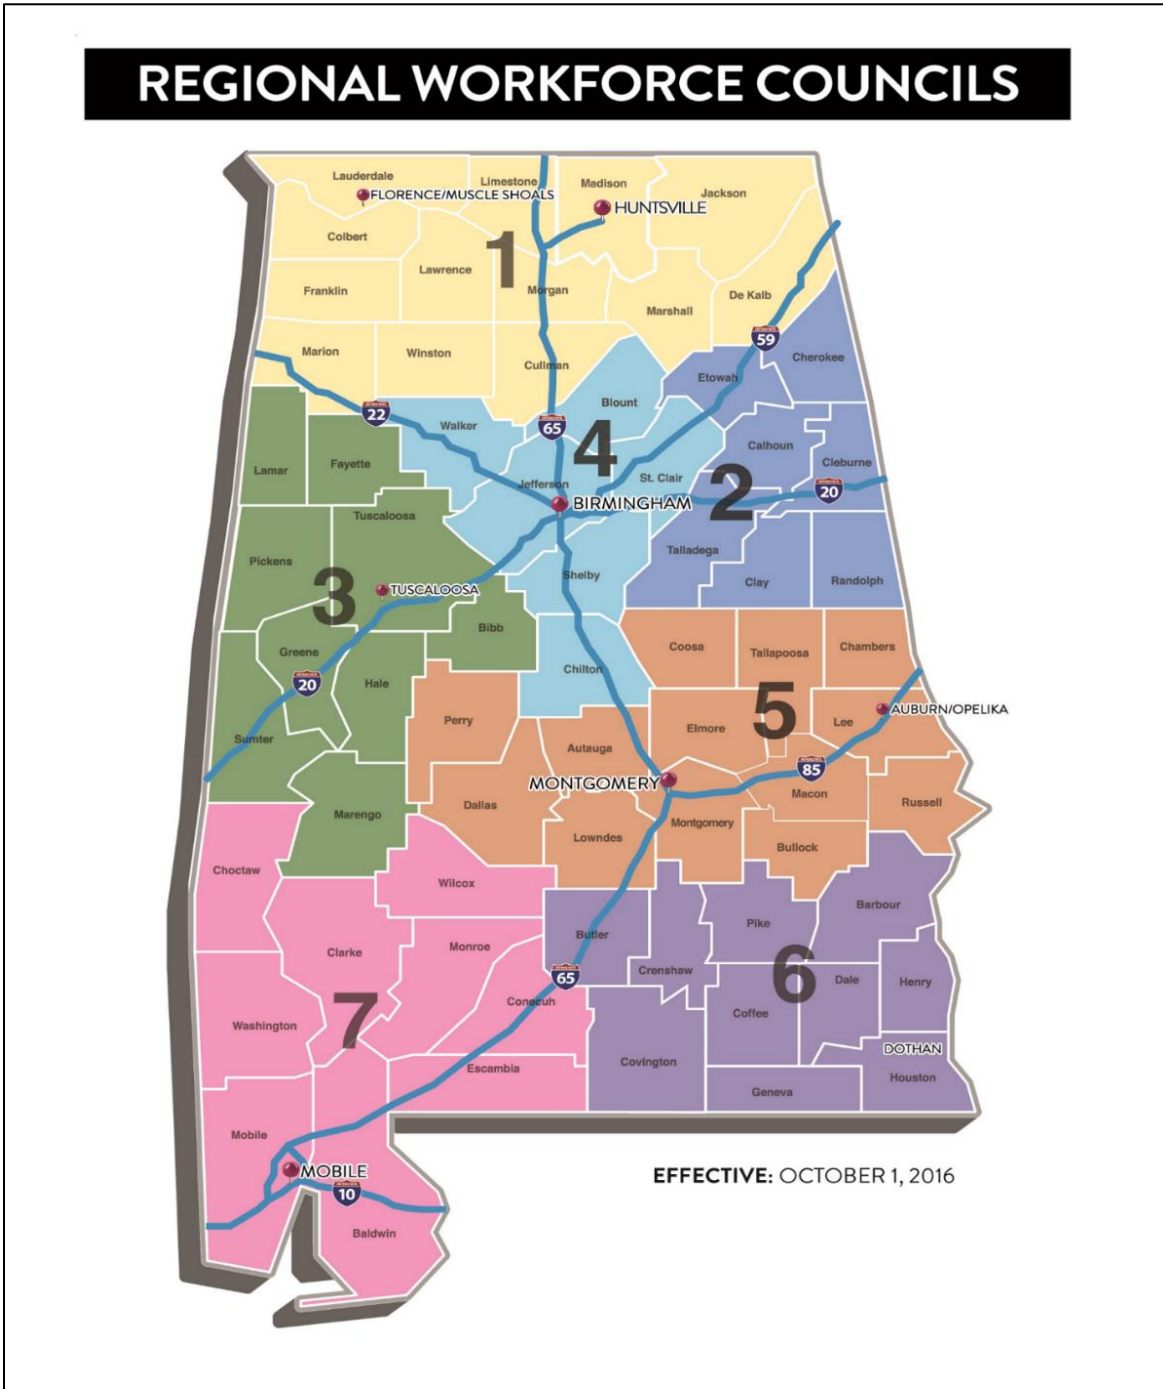 REGIONAL WORKFORCE COUNCILS
Lauderdale
Limestone
Madison
Jackson
FLORENCE/MUSCLE SHOALS
HUNTSVILLE
Colbert
1
Lawrence
Franklin
Morgan
De Kalb
Marshall
59
Marion
Winston
Cullman
Cherokee
Etowah
22
65
Blount
Walker
4
Calhoun
Lamar
Fayette
Jefferson
St. Clair
2
Cleburne
20
BIRMINGHAM
Tuscaloosa
Pickens
3
TUSCALOOSA
Shelby
Talladega
Clay
Randolph
Bibb
Greene
20
Hale
Chilton
Coosa
Tallapoosa
Chambers
Sumter
Perry
Autauga
Elmore
5
Lee
AUBURN/OPELIKA
MONTGOMERY
85
Macon
Russell
Marengo
Dallas
Lowndes
Montgomery
Bullock
Choctaw
Wilcox
Clarke
Monroe
Butler
Crenshaw
Pike
Barbour
65
6
Dale
Henry
Washington
7
Conecuh
Coffee
DOTHAN
Escambia
Covington
Geneva
Houston
Mobile
MOBILE
10
Baldwin
EFFECTIVE: OCTOBER 1, 2016